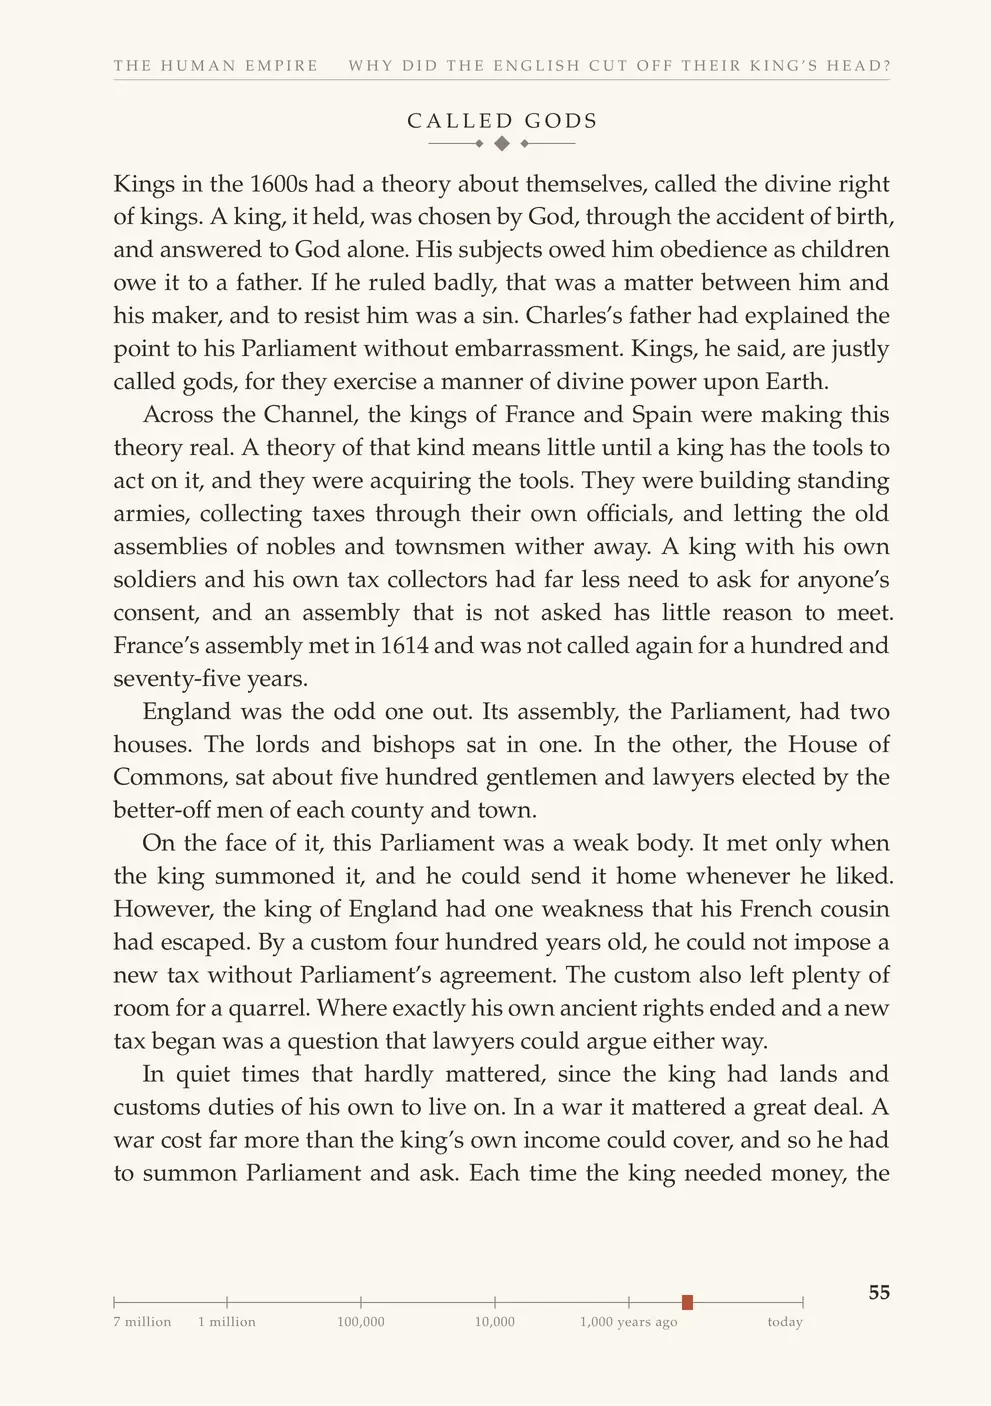 THE HUMAN EMPIRE WHY DID THE ENGLISH CUT OFF THEIR KING’S HEAD?
CALLED GODS
Kings in the 1600s had a theory about themselves, called the divine right
of kings. A king, it held, was chosen by God, through the accident of birth,
and answered to God alone. His subjects owed him obedience as children
owe it to a father. If he ruled badly, that was a matter between him and
his maker, and to resist him was a sin. Charles’s father had explained the
point to his Parliament without embarrassment. Kings, he said, are justly
called gods, for they exercise a manner of divine power upon Earth.
Across the Channel, the kings of France and Spain were making this
theory real. A theory of that kind means little until a king has the tools to
act on it, and they were acquiring the tools. They were building standing
armies, collecting taxes through their own officials, and letting the old
assemblies of nobles and townsmen wither away. A king with his own
soldiers and his own tax collectors had far less need to ask for anyone’s
consent, and an assembly that is not asked has little reason to meet.
France’s assembly met in 1614 and was not called again for a hundred and
seventy-five years.
England was the odd one out. Its assembly, the Parliament, had two
houses. The lords and bishops sat in one. In the other, the House of
Commons, sat about five hundred gentlemen and lawyers elected by the
better-off men of each county and town.
On the face of it, this Parliament was a weak body. It met only when
the king summoned it, and he could send it home whenever he liked.
However, the king of England had one weakness that his French cousin
had escaped. By a custom four hundred years old, he could not impose a
new tax without Parliament’s agreement. The custom also left plenty of
room for a quarrel. Where exactly his own ancient rights ended and a new
tax began was a question that lawyers could argue either way.
In quiet times that hardly mattered, since the king had lands and
customs duties of his own to live on. In a war it mattered a great deal. A
war cost far more than the king’s own income could cover, and so he had
to summon Parliament and ask. Each time the king needed money, the
55
7 million 1 million 100,000 10,000 1,000 years ago today